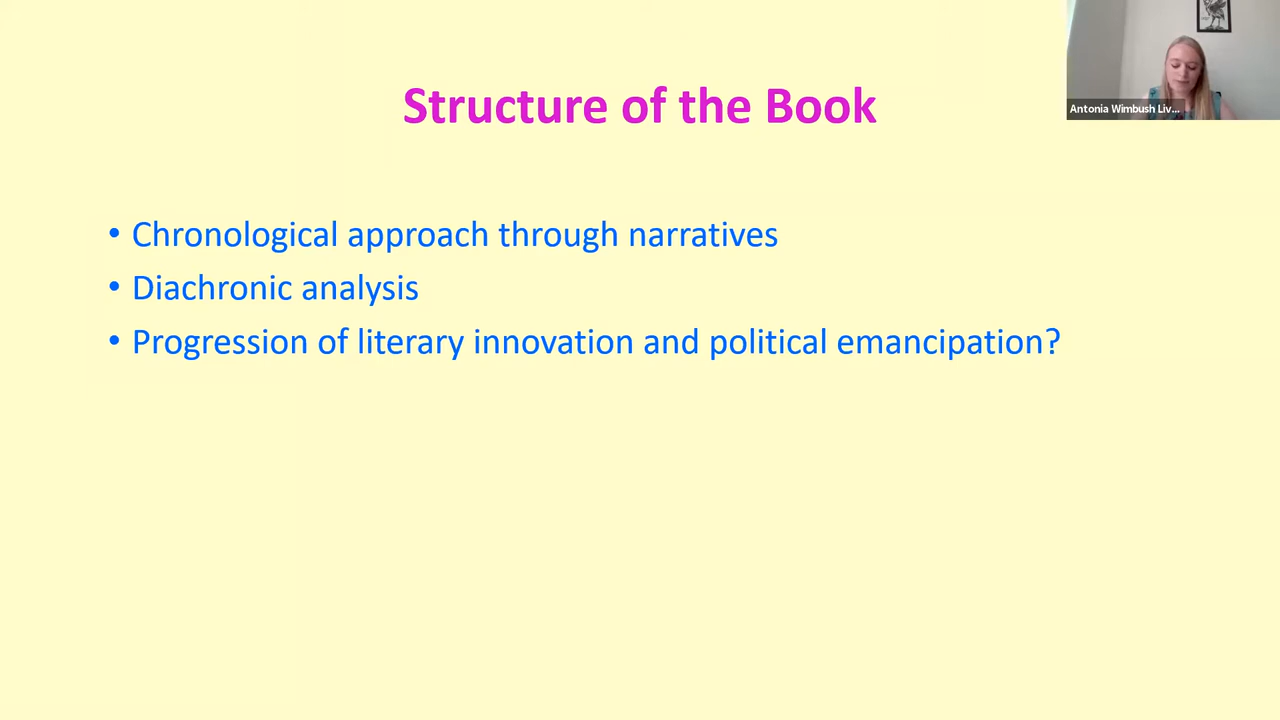 Structure of the Book
Antonia Wimbush Liv...
• Chronological approach through narratives
• Diachronic analysis
• Progression of literary innovation and political emancipation?